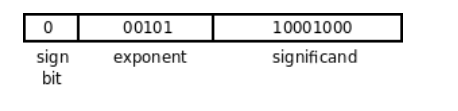 0 00101 10001000
sign exponent significand
bit